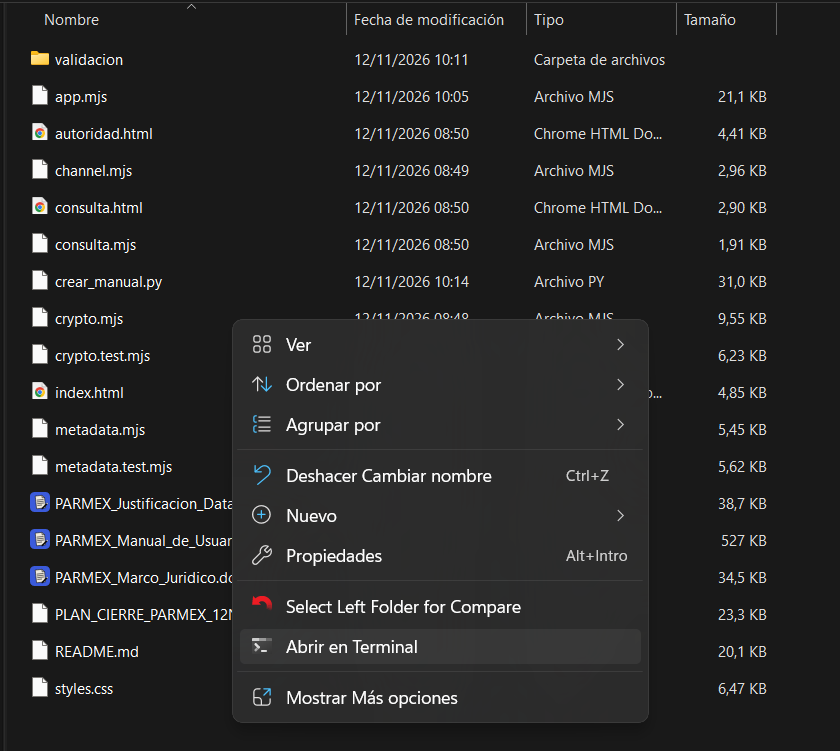 Nombre Fecha de modificación Tipo Tamaño
validacion 12/11/2026 10:11 Carpeta de archivos
app.mjs 12/11/2026 10:05 Archivo MJS 21,1 KB
autoridad.html 12/11/2026 08:50 Chrome HTML Do... 4,41 KB
channel.mjs 12/11/2026 08:49 Archivo MJS 2,96 KB
consulta.html 12/11/2026 08:50 Chrome HTML Do... 2,90 KB
consulta.mjs 12/11/2026 08:50 Archivo MJS 1,91 KB
crear_manual.py 12/11/2026 10:14 Archivo PY 31,0 KB
crypto.mjs 12/11/2026 08:48 Archivo MJS 9,55 KB
crypto.test.mjs 6,23 KB
index.html o... 4,85 KB
metadata.mjs 5,45 KB
metadata.test.mjs 5,62 KB
PARMEX_Justificacion_Data 38,7 KB
PARMEX_Manual_de_Usuar 527 KB
PARMEX_Marco_Juridico.do 34,5 KB
PLAN_CIERRE_PARMEX_12N 23,3 KB
README.md 20,1 KB
styles.css 6,47 KB
Ver
Ordenar por
Agrupar por
Deshacer Cambiar nombre Ctrl+Z
Nuevo
Propiedades Alt+Intro
Select Left Folder for Compare
Abrir en Terminal
Mostrar Más opciones